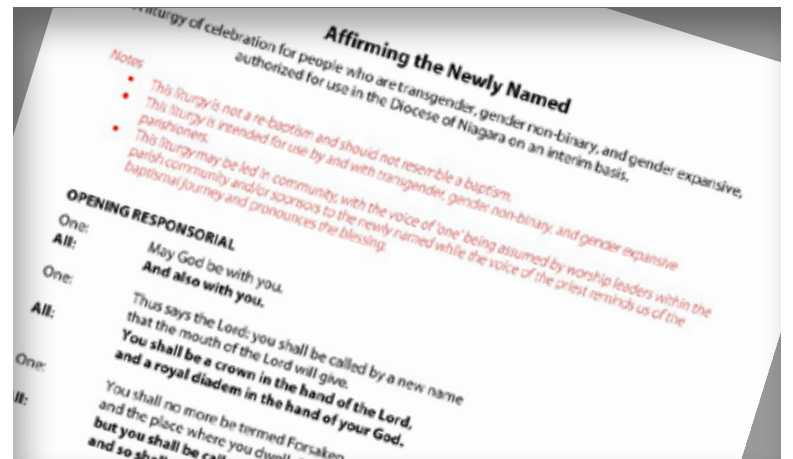 Affirming the Newly Named
liturgy of celebration for people who are transgender, gender non-binary, and gender expansive,
authorized for use in the Diocese of Niagara on an interim basis.
Notes
• This liturgy is not a re-baptism and should not resemble a baptism.
• This liturgy is intended for use by and with transgender, gender non-binary, and gender expansive
parishioners.
• This liturgy may be led in community, with the voice of 'one' being assumed by worship leaders within the
parish community and/or sponsors to the newly named while the voice of the priest reminds us of the
baptismal journey and pronounces the blessing.
OPENING RESPONSORIAL
One: May God be with you.
All: And also with you.
One: Thus says the Lord: you shall be called by a new name
that the mouth of the Lord will give.
All: You shall be a crown in the hand of the Lord,
and a royal diadem in the hand of your God.
One: You shall no more be termed Forsaken
and the place where you dwell
ll: but you shall be
and so